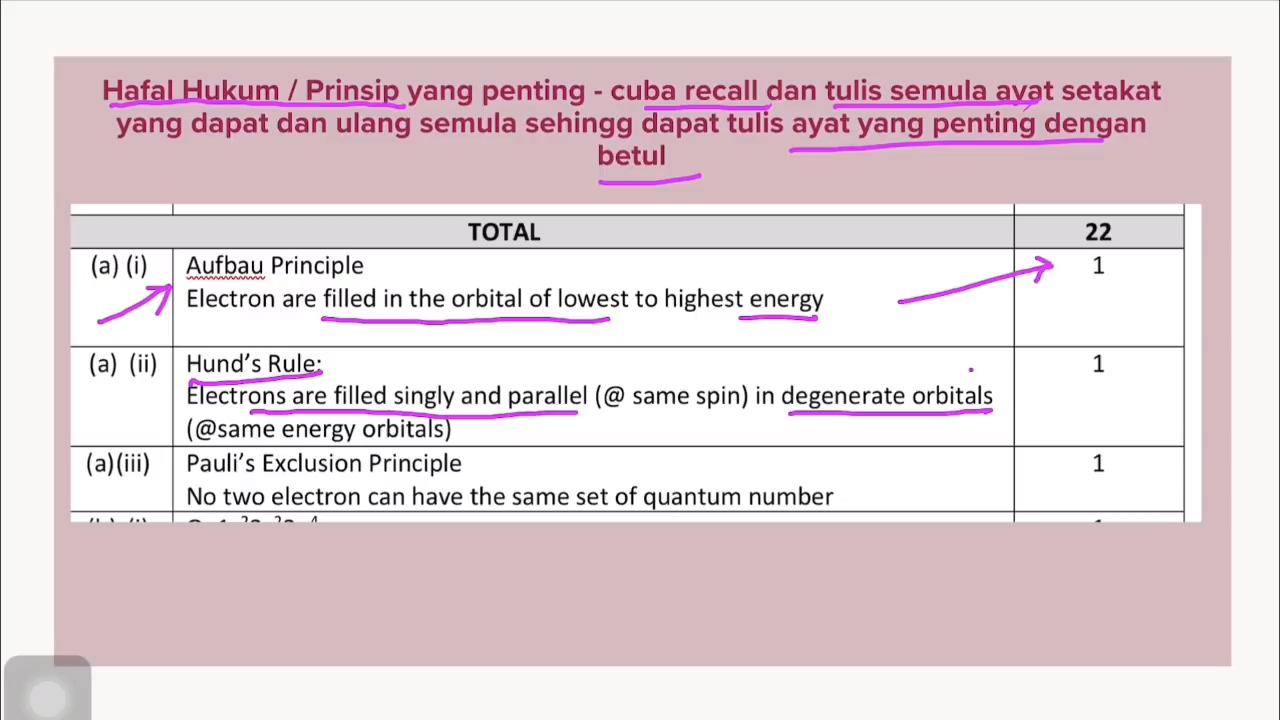 Hafal Hukum / Prinsip yang penting - cuba recall dan tulis semula ayat setakat
yang dapat dan ulang semula sehingg dapat tulis ayat yang penting dengan
betul
TOTAL 22
(a) (i) Aufbau Principle 1
Electron are filled in the orbital of lowest to highest energy
(a) (ii) Hund’s Rule: 1
Electrons are filled singly and parallel (@ same spin) in degenerate orbitals
(@same energy orbitals)
(a)(iii) Pauli’s Exclusion Principle 1
No two electron can have the same set of quantum number